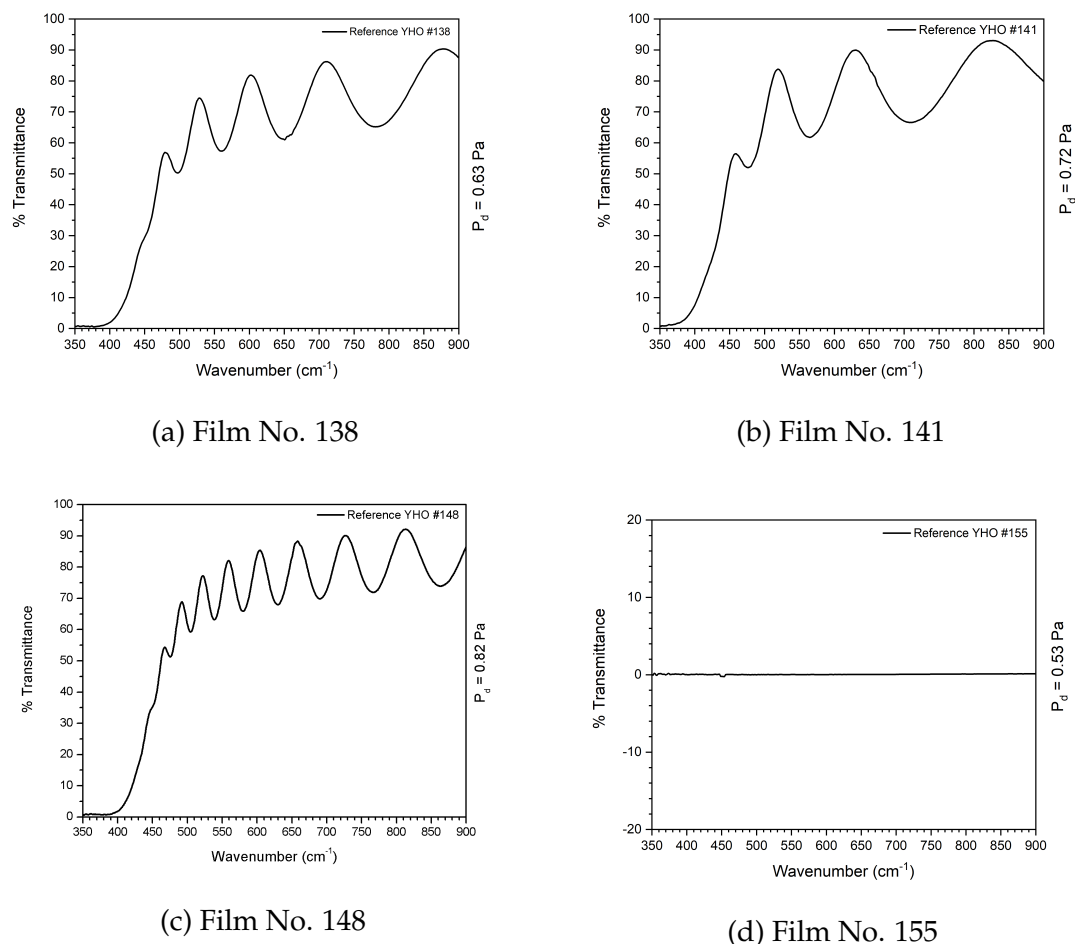 Reference YHO #138
100
90
80
70
60
50
40
30
20
10
0
% Transmittance
350 400 450 500 550 600 650 700 750 800 850 900
Wavenumber (cm⁻¹)
P_d = 0.63 Pa
(a) Film No. 138
Reference YHO #141
100
90
80
70
60
50
40
30
20
10
0
% Transmittance
350 400 450 500 550 600 650 700 750 800 850 900
Wavenumber (cm⁻¹)
P_d = 0.72 Pa
(b) Film No. 141
Reference YHO #148
100
90
80
70
60
50
40
30
20
10
0
% Transmittance
350 400 450 500 550 600 650 700 750 800 850 900
Wavenumber (cm⁻¹)
P_d = 0.82 Pa
(c) Film No. 148
Reference YHO #155
20
10
0
-10
-20
% Transmittance
350 400 450 500 550 600 650 700 750 800 850 900
Wavenumber (cm⁻¹)
P_d = 0.53 Pa
(d) Film No. 155